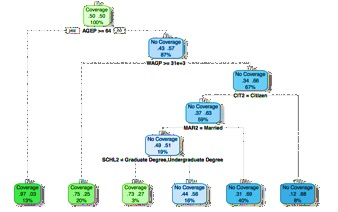 Coverage
.50 .50
100%
yes AGEP >= 64 no
No Coverage
.43 .57
87%
WAGP >= 31e+3
No Coverage
.34 .66
67%
CIT2 = Citizen
No Coverage
.37 .63
59%
MAR2 = Married
No Coverage
.49 .51
19%
SCHL2 = Graduate Degree,Undergraduate Degree
Coverage Coverage Coverage No Coverage No Coverage No Coverage
.97 .03 .75 .25 .73 .27 .44 .56 .31 .69 .12 .88
13% 20% 3% 16% 40% 8%